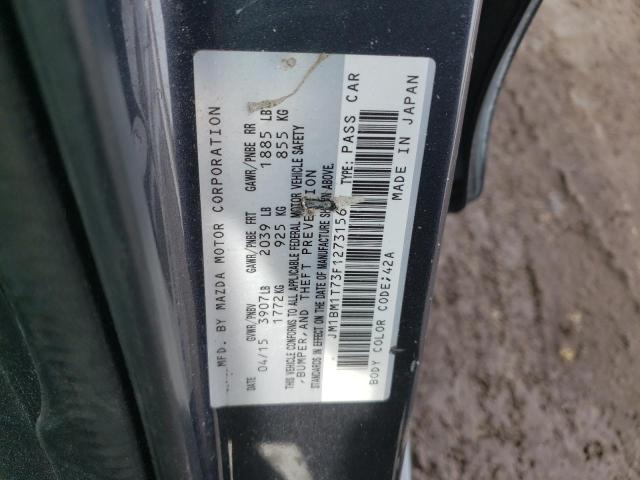 MFD. BY MAZDA MOTOR CORPORATION
GVWR/PNBV GAWR/PNBE FRT GAWR/PNBE RR
04/15 3907LB 2039 LB 1885 LB
1772KG 925 KG 855 KG
THIS VEHICLE CONFORMS TO ALL APPLICABLE FEDERAL MOTOR VEHICLE SAFETY
,BUMPER,AND THEFT PREVENTION
STANDARDS IN EFFECT ON THE DATE OF MANUFACTURE SHOWN ABOVE.
JM1BM1T73F1273156 TYPE: PASS CAR
BODY COLOR CODE;42A MADE IN JAPAN